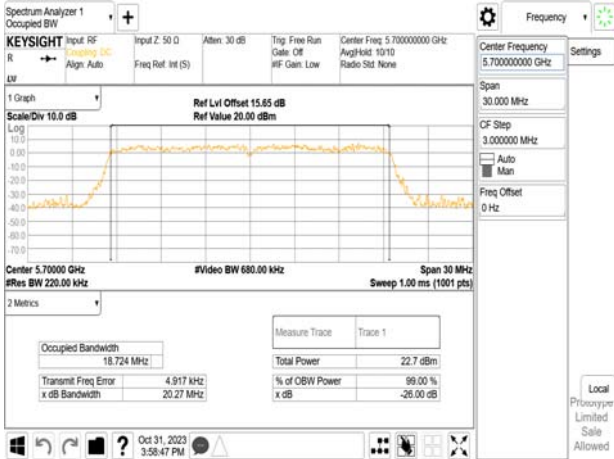 Spectrum Analyzer 1
Occupied BW
KEYSIGHT
R
Input: RF
Coupling: DC
Align: Auto
Input Z: 50 Ω
Freq Ref: Int (S)
Atten: 30 dB
Trig: Free Run
Gate: Off
#IF Gain: Low
Center Freq: 5.700000000 GHz
Avg|Hold: 10/10
Radio Std: None
1 Graph
Scale/Div 10.0 dB
Ref Lvl Offset 15.65 dB
Ref Value 20.00 dBm
Log
10.0
0.00
-10.0
-20.0
-30.0
-40.0
-50.0
-60.0
-70.0
Center 5.70000 GHz
#Res BW 220.00 kHz
#Video BW 680.00 kHz
Span 30 MHz
Sweep 1.00 ms (1001 pts)
2 Metrics
Measure Trace Trace 1
Occupied Bandwidth
18.724 MHz
Total Power 22.7 dBm
Transmit Freq Error 4.917 kHz
% of OBW Power 99.00 %
x dB Bandwidth 20.27 MHz
x dB -26.00 dB
Oct 31, 2023
3:58:47 PM
Frequency
Center Frequency
5.700000000 GHz
Settings
Span
30.000 MHz
CF Step
3.000000 MHz
Auto
Man
Freq Offset
0 Hz
Local
Prototype
Limited
Sale
Allowed